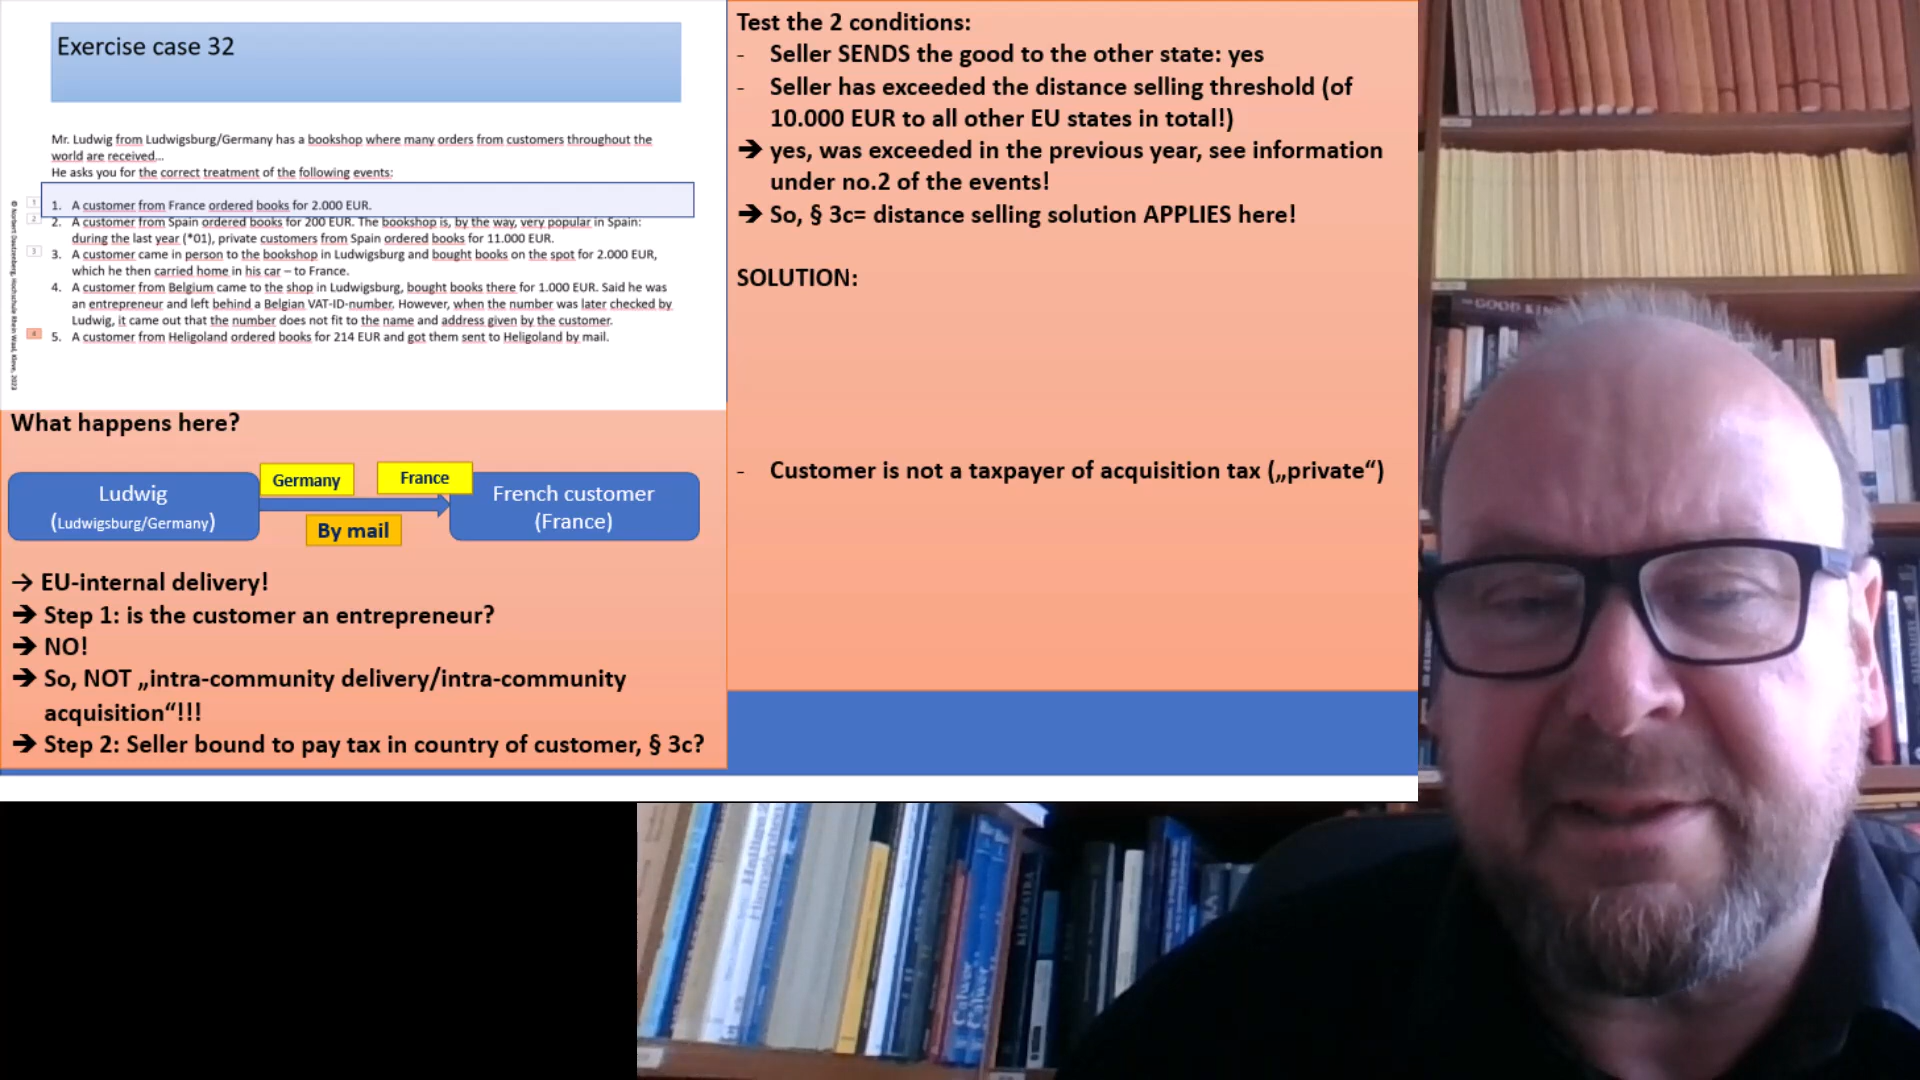 Exercise case 32
Mr. Ludwig from Ludwigsburg/Germany has a bookshop where many orders from customers throughout the
world are received...
He asks you for the correct treatment of the following events:
1
1. A customer from France ordered books for 2.000 EUR.
2
2. A customer from Spain ordered books for 200 EUR. The bookshop is, by the way, very popular in Spain:
during the last year (*01), private customers from Spain ordered books for 11.000 EUR.
3
3. A customer came in person to the bookshop in Ludwigsburg and bought books on the spot for 2.000 EUR,
which he then carried home in his car – to France.
4. A customer from Belgium came to the shop in Ludwigsburg, bought books there for 1.000 EUR. Said he was
an entrepreneur and left behind a Belgian VAT-ID-number. However, when the number was later checked by
Ludwig, it came out that the number does not fit to the name and address given by the customer.
4
5. A customer from Heligoland ordered books for 214 EUR and got them sent to Heligoland by mail.
What happens here?
Ludwig
(Ludwigsburg/Germany)
Germany
France
By mail
French customer
(France)
→ EU-internal delivery!
→ Step 1: is the customer an entrepreneur?
→ NO!
→ So, NOT „intra-community delivery/intra-community
acquisition“!!!
→ Step 2: Seller bound to pay tax in country of customer, § 3c?
Test the 2 conditions:
- Seller SENDS the good to the other state: yes
- Seller has exceeded the distance selling threshold (of
10.000 EUR to all other EU states in total!)
→ yes, was exceeded in the previous year, see information
under no.2 of the events!
→ So, § 3c= distance selling solution APPLIES here!
SOLUTION:
- Customer is not a taxpayer of acquisition tax („private“)